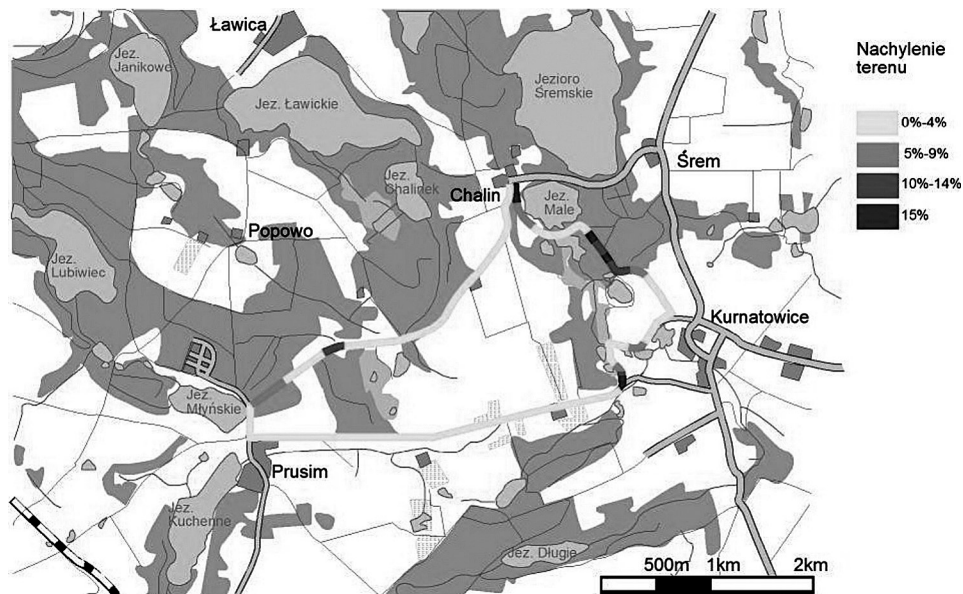 Ławica
Nachylenie
terenu
Jez.
Janikowe
Jez. Ławickie
Jezioro
Śremskie
0%-4%
5%-9%
10%-14%
15%
Śrem
Jez.
Chalinek
Chalin
Jez.
Małe
Popowo
Jez.
Lubiwiec
Kurnatowice
Jez.
Młyńskie
Prusim
Jez.
Kuchenne
Jez. Długie
500m 1km 2km